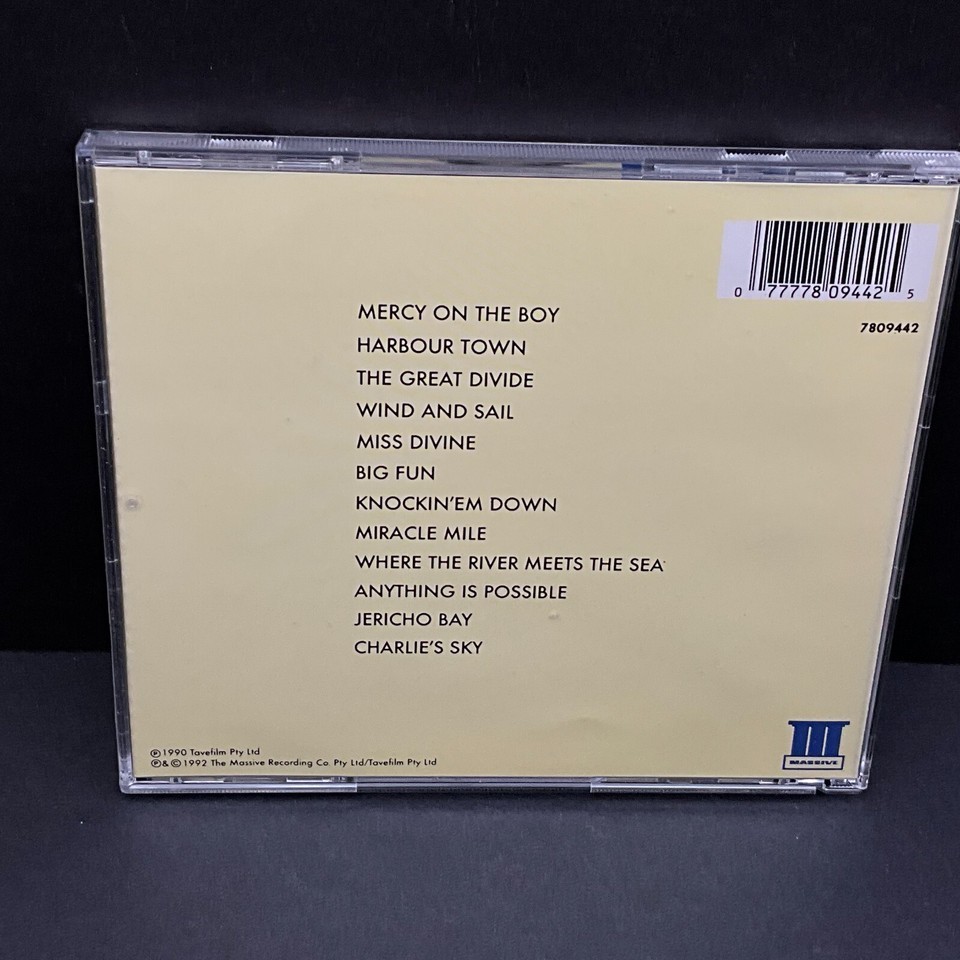 0 77778 09442 5
7809442
MERCY ON THE BOY
HARBOUR TOWN
THE GREAT DIVIDE
WIND AND SAIL
MISS DIVINE
BIG FUN
KNOCKIN'EM DOWN
MIRACLE MILE
WHERE THE RIVER MEETS THE SEA
ANYTHING IS POSSIBLE
JERICHO BAY
CHARLIE'S SKY
℗1990 Tavefilm Pty Ltd
℗&©1992 The Massive Recording Co. Pty Ltd/Tavefilm Pty Ltd
MASSIVE